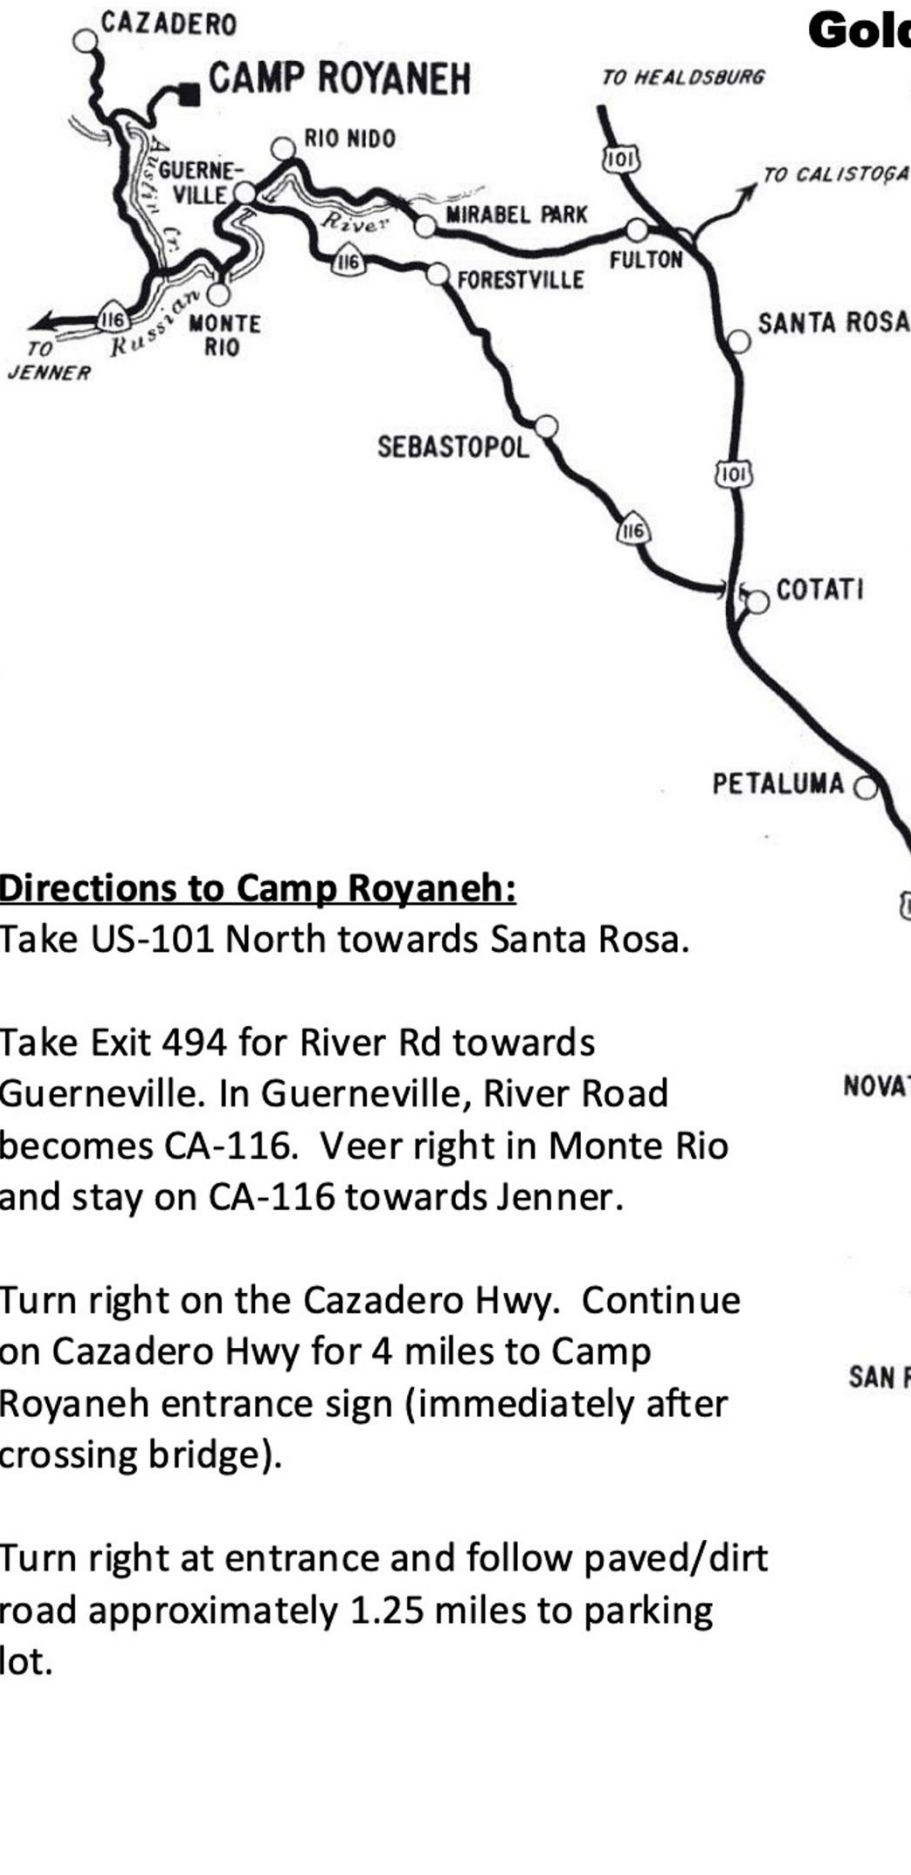 CAZADERO
Gol
CAMP ROYANEH
TO HEALDSBURG
RIO NIDO
101
TO CALISTOGA
GUERNE-
VILLE
Austin Cr.
MIRABEL PARK
River
FULTON
116
FORESTVILLE
SANTA ROSA
116
Russian
MONTE
RIO
TO
JENNER
SEBASTOPOL
101
116
COTATI
PETALUMA
Directions to Camp Royaneh:
Take US-101 North towards Santa Rosa.
Take Exit 494 for River Rd towards
Guerneville. In Guerneville, River Road
becomes CA-116.  Veer right in Monte Rio
and stay on CA-116 towards Jenner.
NOVA
Turn right on the Cazadero Hwy.  Continue
on Cazadero Hwy for 4 miles to Camp
Royaneh entrance sign (immediately after
crossing bridge).
SAN
Turn right at entrance and follow paved/dirt
road approximately 1.25 miles to parking
lot.